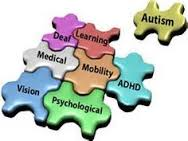 Autism
Deaf
Learning
Medical
Mobility
Vision
ADHD
Psychological